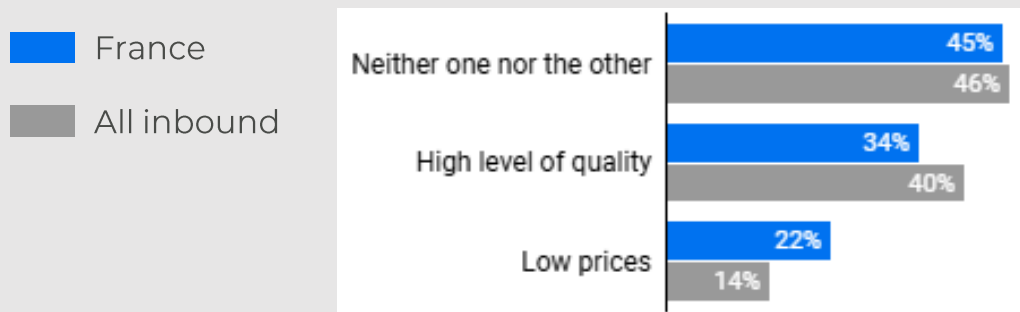 France
All inbound
Neither one nor the other
45%
46%
High level of quality
34%
40%
Low prices
22%
14%